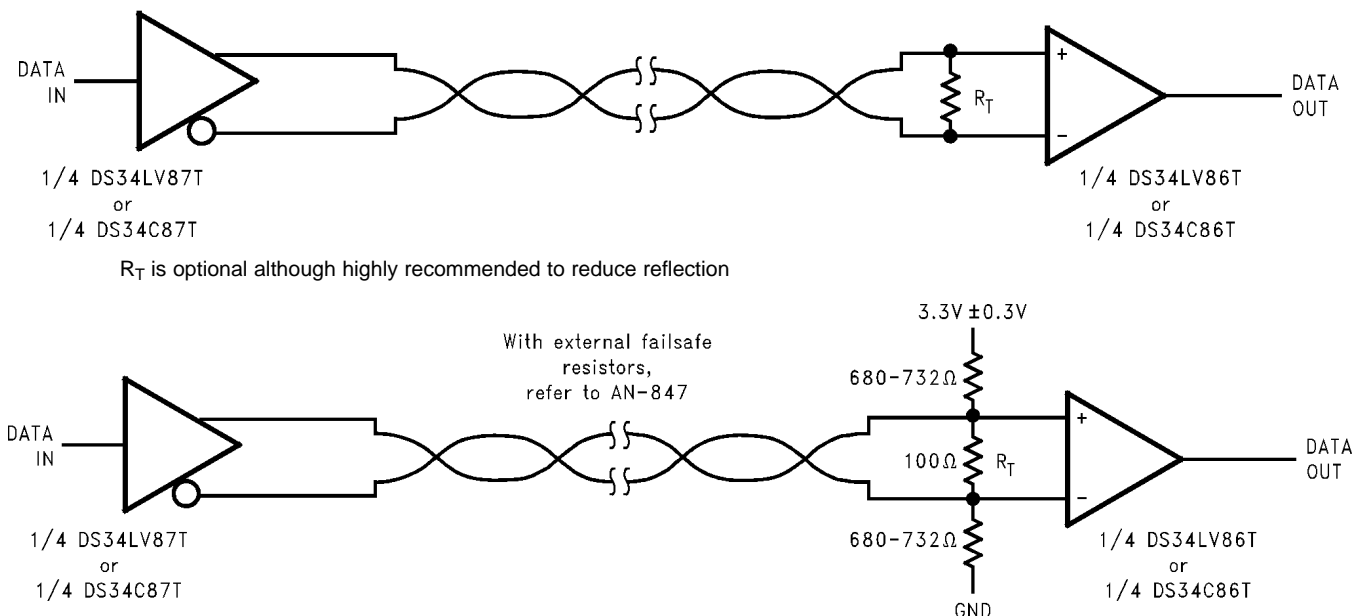 DATA
IN
+
R_T
−
DATA
OUT
1/4 DS34LV87T
or
1/4 DS34C87T
1/4 DS34LV86T
or
1/4 DS34C86T
R_T is optional although highly recommended to reduce reflection
With external failsafe
resistors,
refer to AN-847
3.3V ±0.3V
680-732Ω
DATA
IN
+
100Ω R_T
−
DATA
OUT
680-732Ω
GND
1/4 DS34LV87T
or
1/4 DS34C87T
1/4 DS34LV86T
or
1/4 DS34C86T